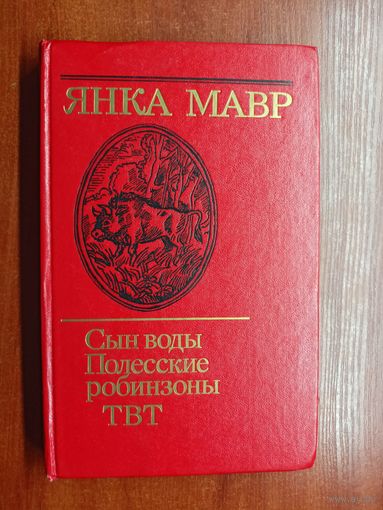 ЯНКА МАВР
Сын воды
Полесские
робинзоны
ТВТ